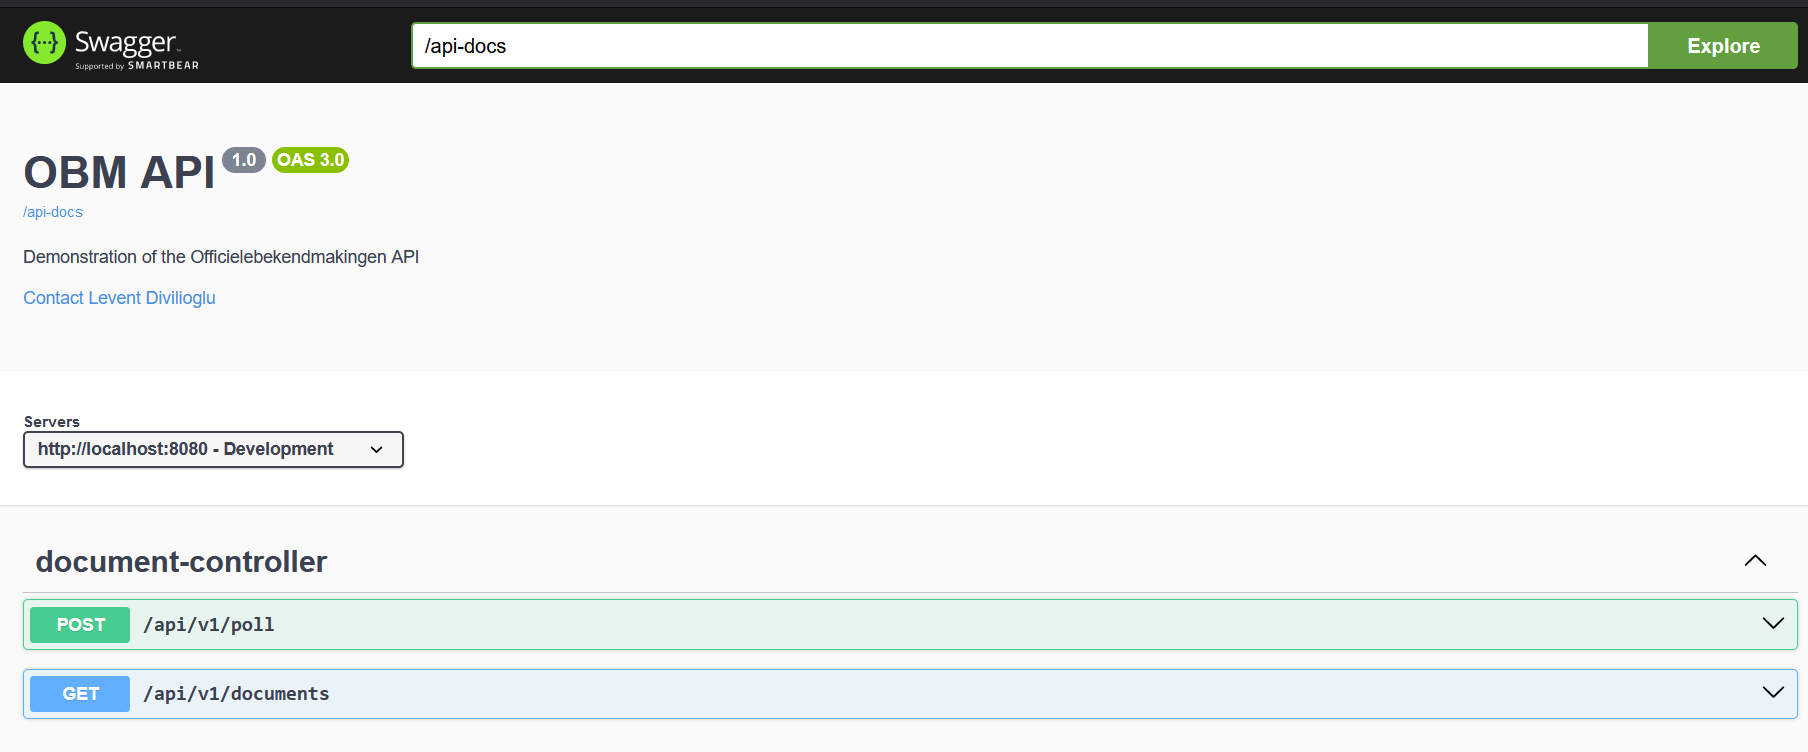 {···} Swagger™
Supported by SMARTBEAR
/api-docs
Explore
OBM API 1.0 OAS 3.0
/api-docs
Demonstration of the Officielebekendmakingen API
Contact Levent Divilioglu
Servers
http://localhost:8080 - Development
document-controller
POST /api/v1/poll
GET /api/v1/documents